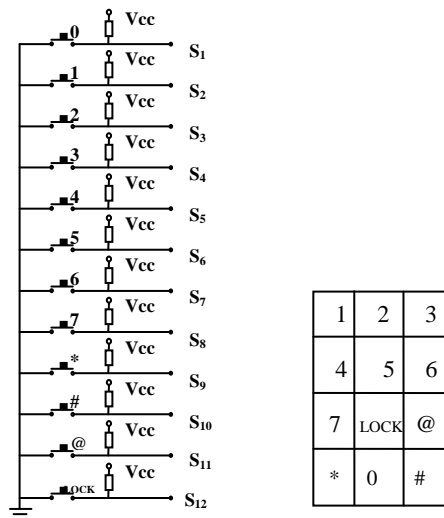 Vcc
0
S₁
Vcc
1
S₂
Vcc
2
S₃
Vcc
3
S₄
Vcc
4
S₅
Vcc
5
S₆
Vcc
6
S₇
Vcc
7
S₈
Vcc
*
S₉
Vcc
#
S₁₀
Vcc
@
S₁₁
Vcc
OCK
S₁₂
1 2 3
4 5 6
7 LOCK @
* 0 #